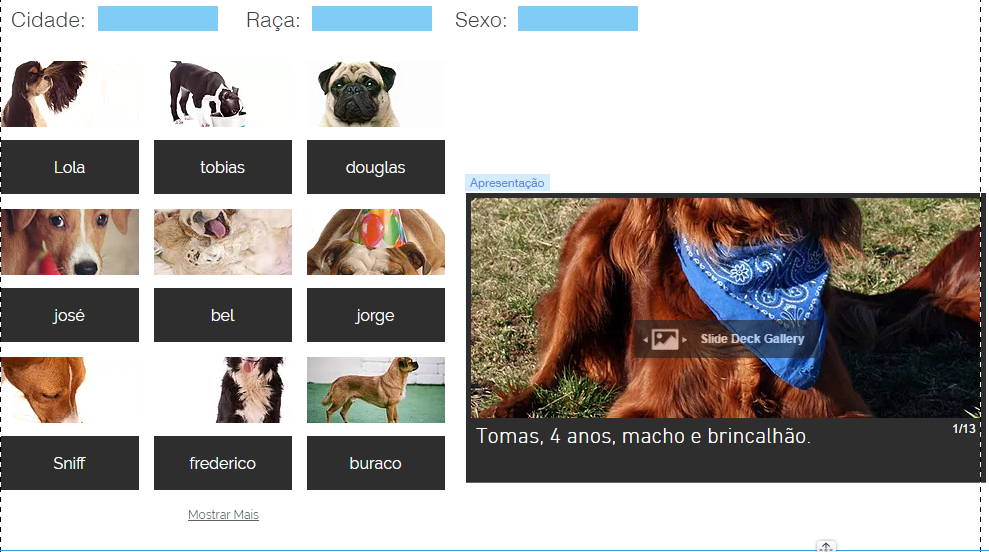 Cidade: Raça: Sexo:
Lola tobias douglas
Apresentação
josé bel jorge
Slide Deck Gallery
Tomas, 4 anos, macho e brincalhão.
1/13
Sniff frederico buraco
Mostrar Mais